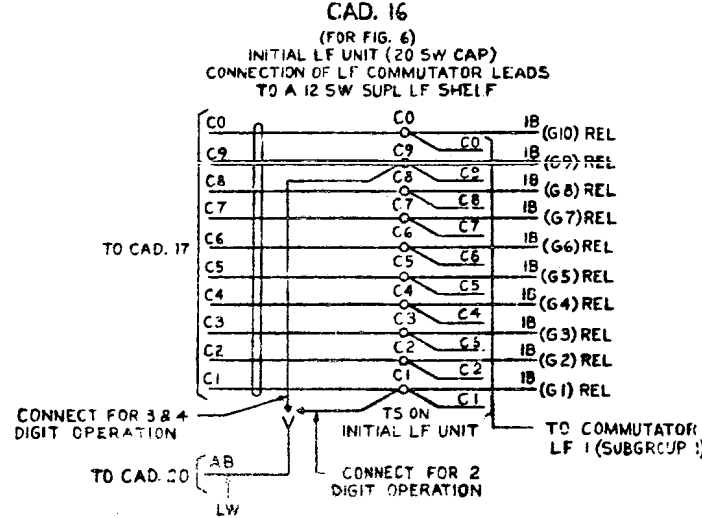 CAD. 16
(FOR FIG. 6)
INITIAL LF UNIT (20 SW CAP)
CONNECTION OF LF COMMUTATOR LEADS
TO A 12 SW SUPL LF SHELF
C0 C0 C0 1B (G10) REL
C9 C9 C9 1B (G9) REL
C8 C8 C8 1B (G8) REL
C7 C7 C7 1B (G7) REL
TO CAD. 17
C6 C6 C6 1B (G6) REL
C5 C5 C5 1B (G5) REL
C4 C4 C4 1B (G4) REL
C3 C3 C3 1B (G3) REL
C2 C2 C2 1B (G2) REL
C1 C1 C1 1B (G1) REL
CONNECT FOR 3 & 4
DIGIT OPERATION
TS ON
INITIAL LF UNIT
TO COMMUTATOR
LF 1 (SUBGROUP 1)
TO CAD. 20
AB
LW
CONNECT FOR 2
DIGIT OPERATION